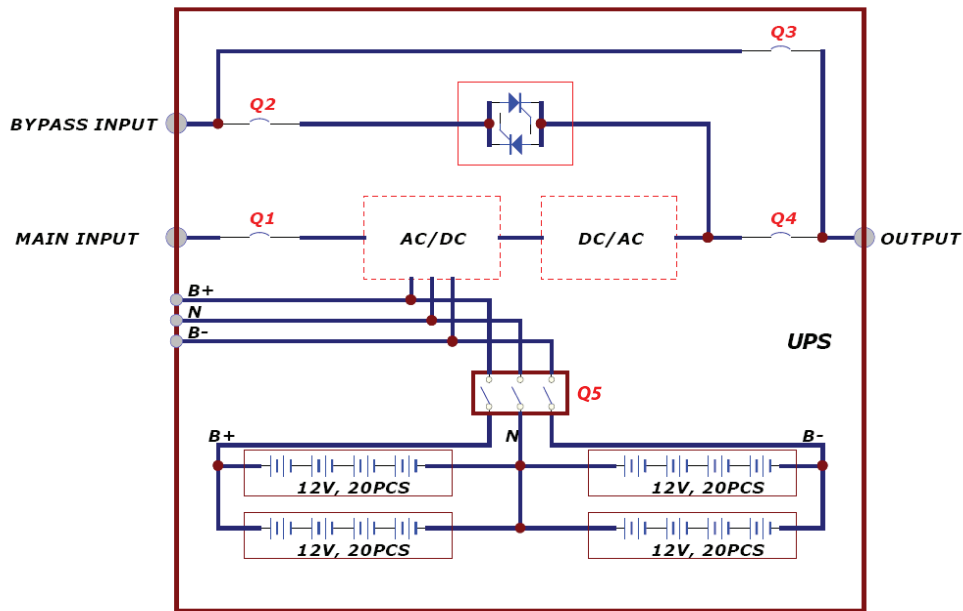 Q3
Q2
BYPASS INPUT
Q1
Q4
MAIN INPUT
AC/DC
DC/AC
OUTPUT
B+
N
B-
UPS
Q5
B+
N
B-
12V, 20PCS
12V, 20PCS
12V, 20PCS
12V, 20PCS